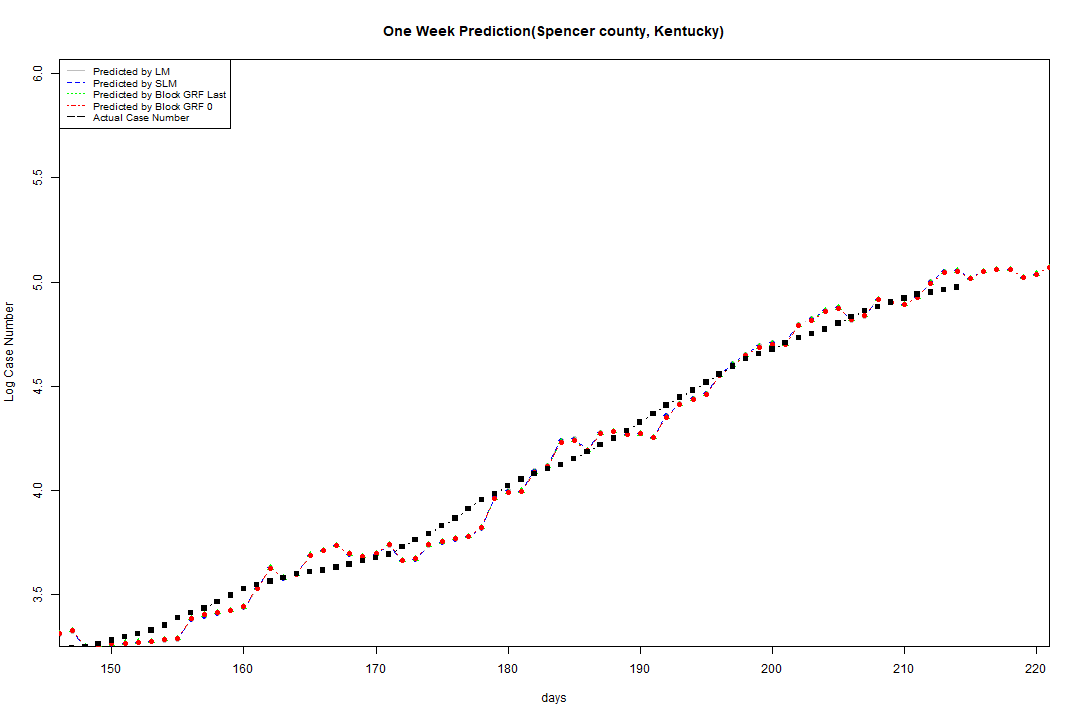 One Week Prediction(Spencer county, Kentucky)
Predicted by LM
Predicted by SLM
Predicted by Block GRF Last
Predicted by Block GRF 0
Actual Case Number
6.0
5.5
5.0
4.5
4.0
3.5
Log Case Number
150 160 170 180 190 200 210 220
days